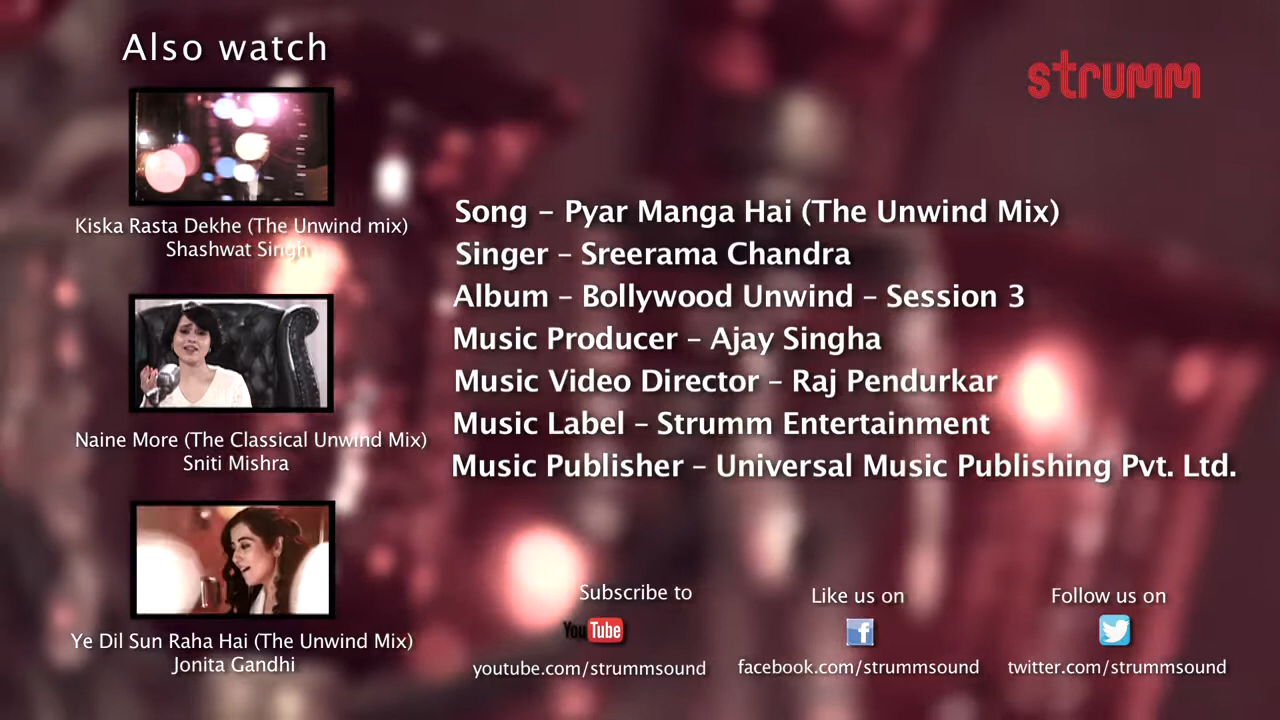 Also watch
strumm
Kiska Rasta Dekhe (The Unwind mix)
Shashwat Singh
Naine More (The Classical Unwind Mix)
Sniti Mishra
Ye Dil Sun Raha Hai (The Unwind Mix)
Jonita Gandhi
Song – Pyar Manga Hai (The Unwind Mix)
Singer – Sreerama Chandra
Album – Bollywood Unwind – Session 3
Music Producer – Ajay Singha
Music Video Director – Raj Pendurkar
Music Label – Strumm Entertainment
Music Publisher – Universal Music Publishing Pvt. Ltd.
Subscribe to
YouTube
youtube.com/strummsound
Like us on
f
facebook.com/strummsound
Follow us on
twitter.com/strummsound